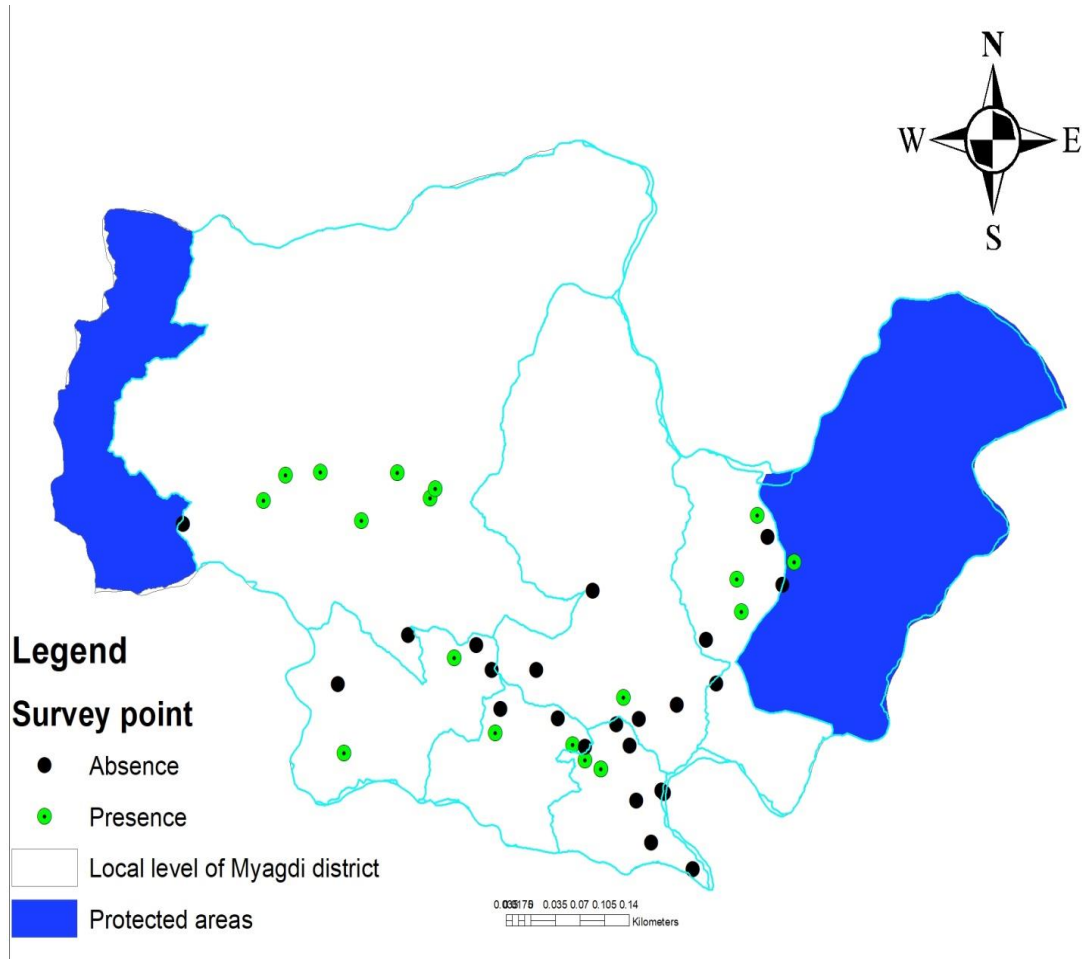 N
W E
S
Legend
Survey point
Absence
Presence
Local level of Myagdi district
Protected areas
0.035 0.07 0.105 0.14
Kilometers